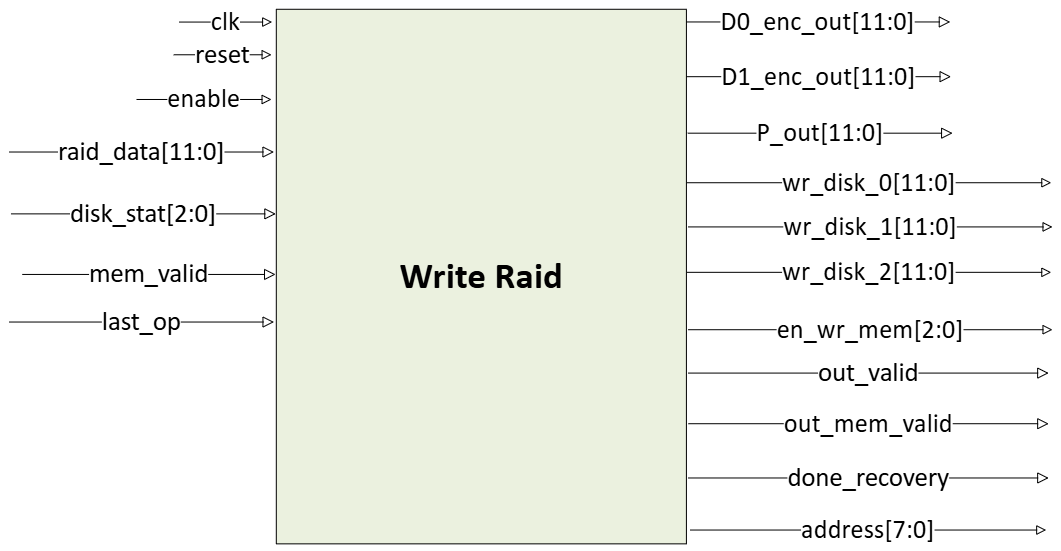 clk
reset
enable
raid_data[11:0]
disk_stat[2:0]
mem_valid
last_op
Write Raid
D0_enc_out[11:0]
D1_enc_out[11:0]
P_out[11:0]
wr_disk_0[11:0]
wr_disk_1[11:0]
wr_disk_2[11:0]
en_wr_mem[2:0]
out_valid
out_mem_valid
done_recovery
address[7:0]